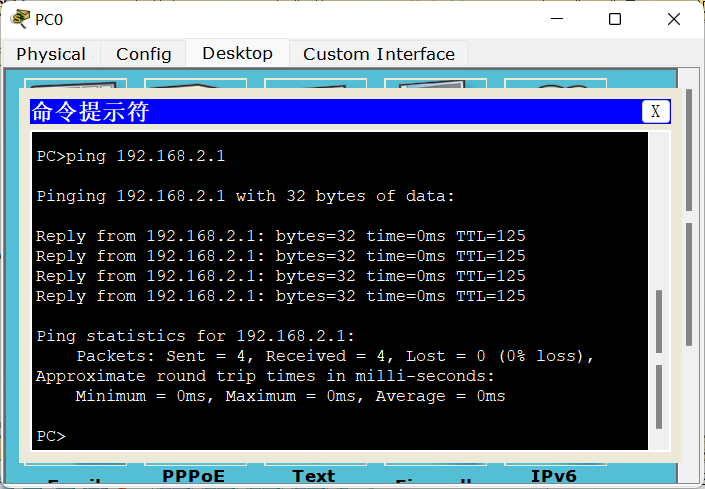 PC0
Physical Config Desktop Custom Interface
命令提示符 X
PC>ping 192.168.2.1
Pinging 192.168.2.1 with 32 bytes of data:
Reply from 192.168.2.1: bytes=32 time=0ms TTL=125
Reply from 192.168.2.1: bytes=32 time=0ms TTL=125
Reply from 192.168.2.1: bytes=32 time=0ms TTL=125
Reply from 192.168.2.1: bytes=32 time=0ms TTL=125
Ping statistics for 192.168.2.1:
Packets: Sent = 4, Received = 4, Lost = 0 (0% loss),
Approximate round trip times in milli-seconds:
Minimum = 0ms, Maximum = 0ms, Average = 0ms
PC>
PPPoE Text IPv6